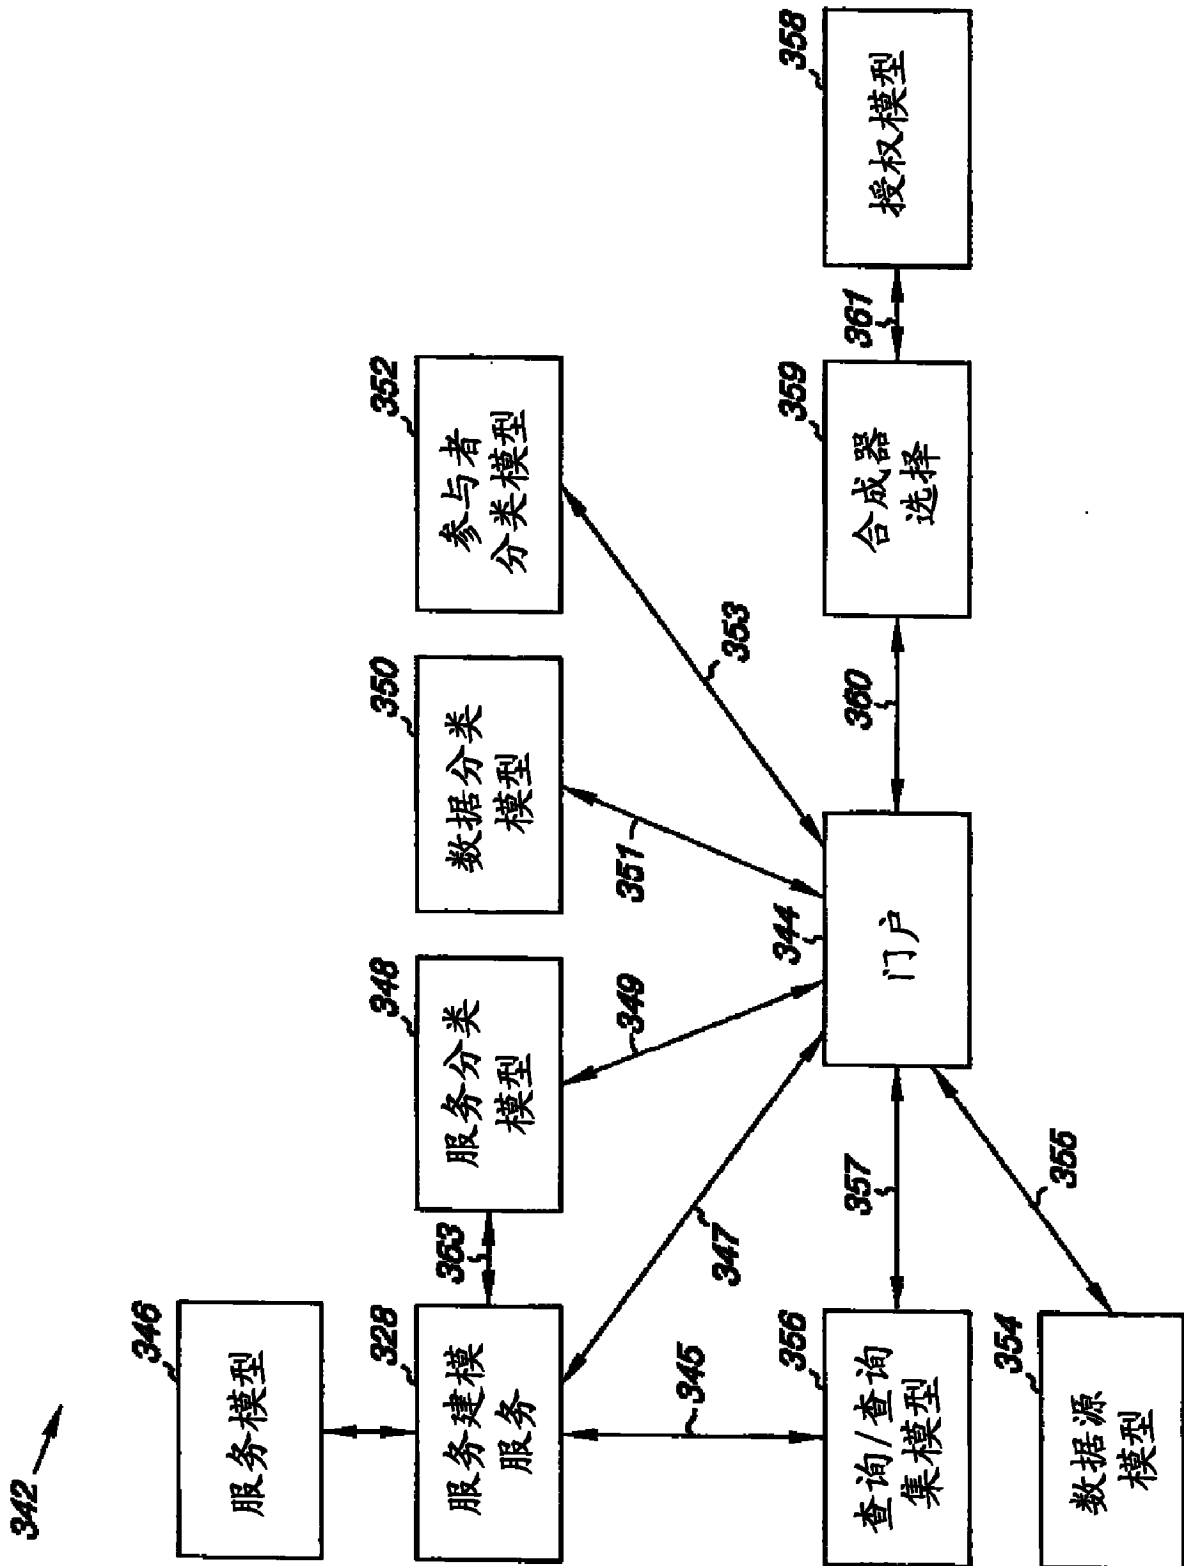 342
346
服务模型
328
服务建模
服务
363
348
服务分类
模型
350
数据分类
模型
352
参与者
分类模型
345
347
349
351
353
356
查询/查询
集模型
357
344
门户
360
359
合成器
选择
361
358
授权模型
354
数据源
模型
355